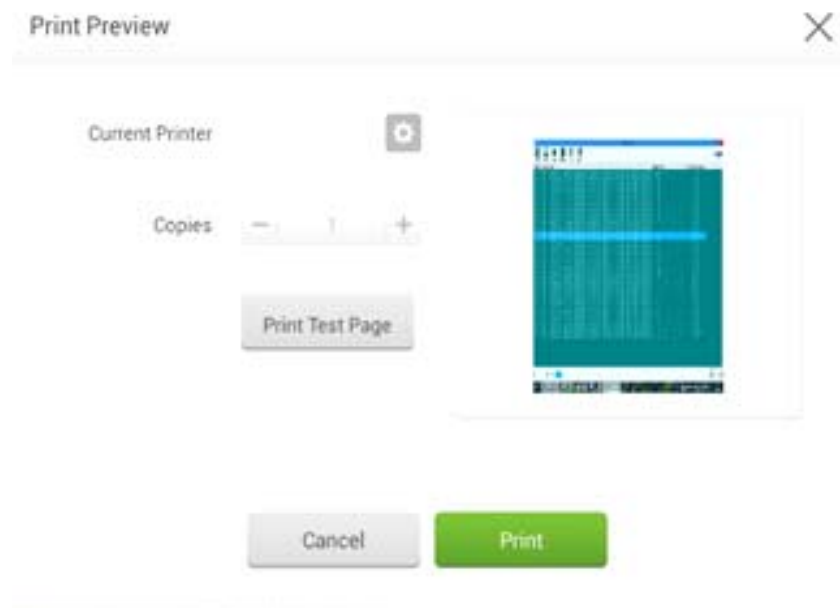 Print Preview
Current Printer
Copies
1
Print Test Page
Cancel
Print